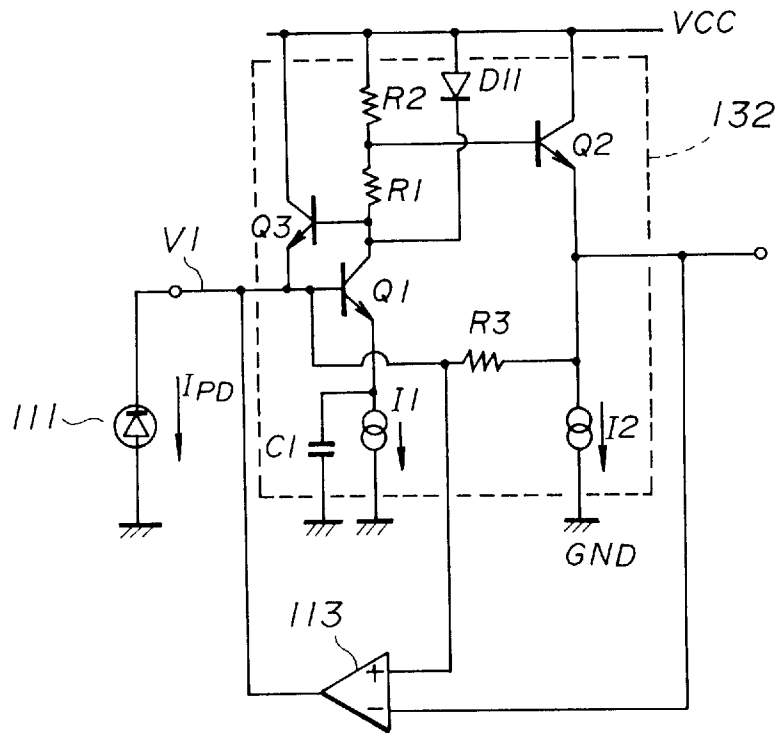 VCC
D11
R2
132
Q2
R1
Q3
V1
Q1
R3
IPD
111
I1
I2
C1
GND
113
+
−